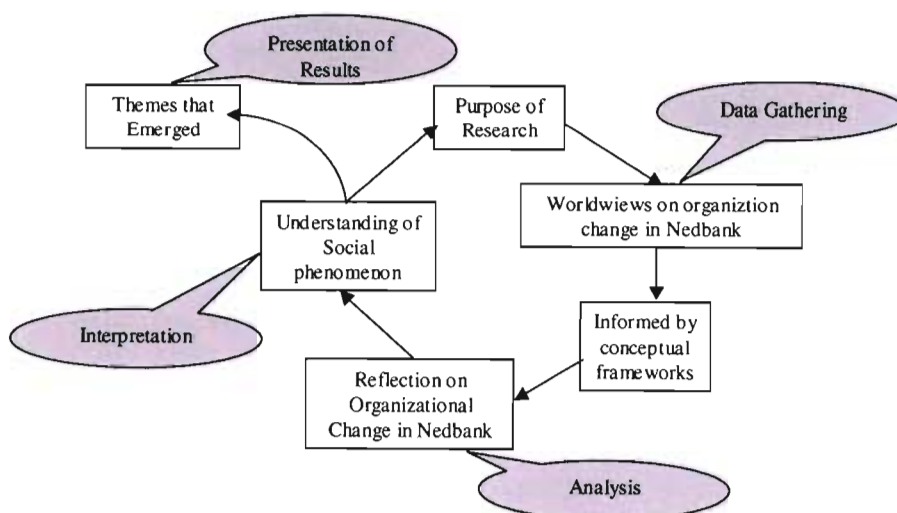 Presentation of
Results
Themes that
Emerged
Purpose of
Research
Data Gathering
Worldwiews on organiztion
change in Nedbank
Understanding of
Social
phenomenon
Interpretation
Informed by
conceptual
frameworks
Reflection on
Organizational
Change in Nedbank
Analysis